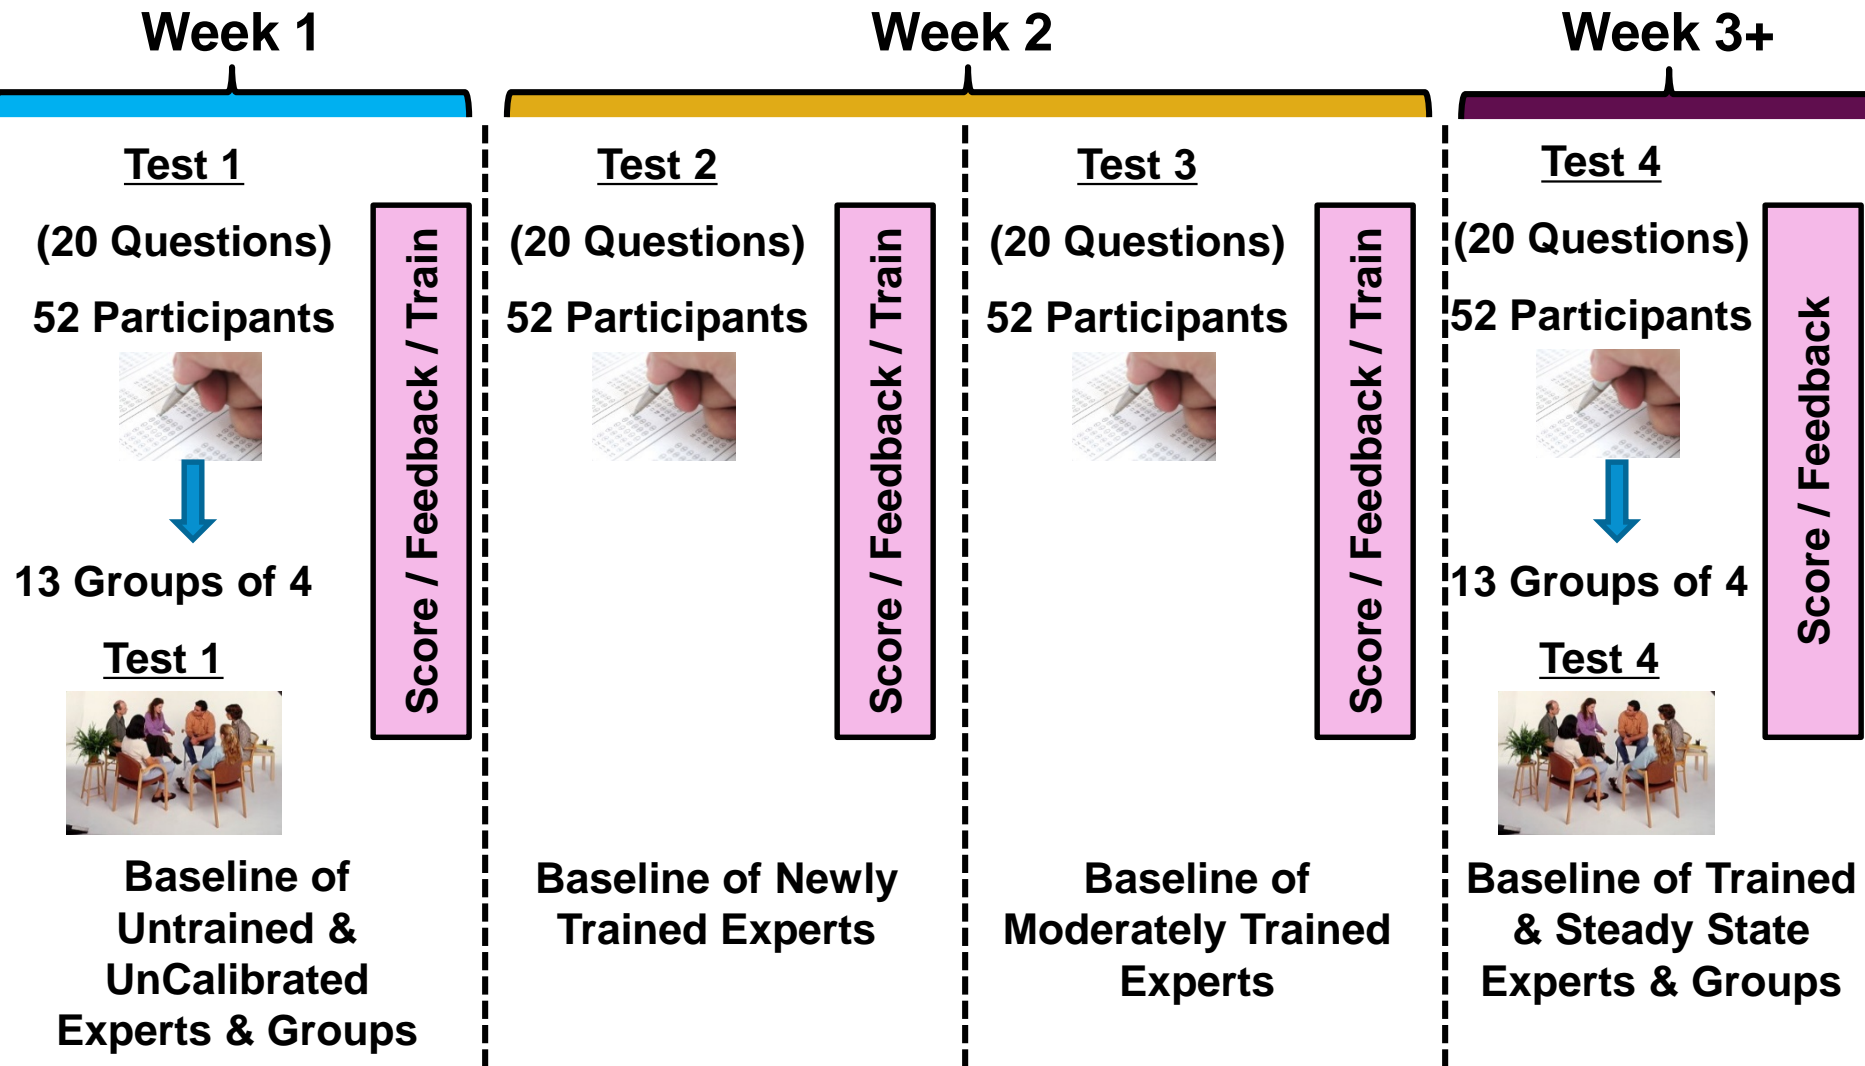 Week 1
Week 2
Week 3+
Test 1
(20 Questions)
52 Participants
13 Groups of 4
Test 1
Score / Feedback / Train
Baseline of
Untrained &
UnCalibrated
Experts & Groups
Test 2
(20 Questions)
52 Participants
Score / Feedback / Train
Baseline of Newly
Trained Experts
Test 3
(20 Questions)
52 Participants
Score / Feedback / Train
Baseline of
Moderately Trained
Experts
Test 4
(20 Questions)
52 Participants
13 Groups of 4
Test 4
Score / Feedback
Baseline of Trained
& Steady State
Experts & Groups